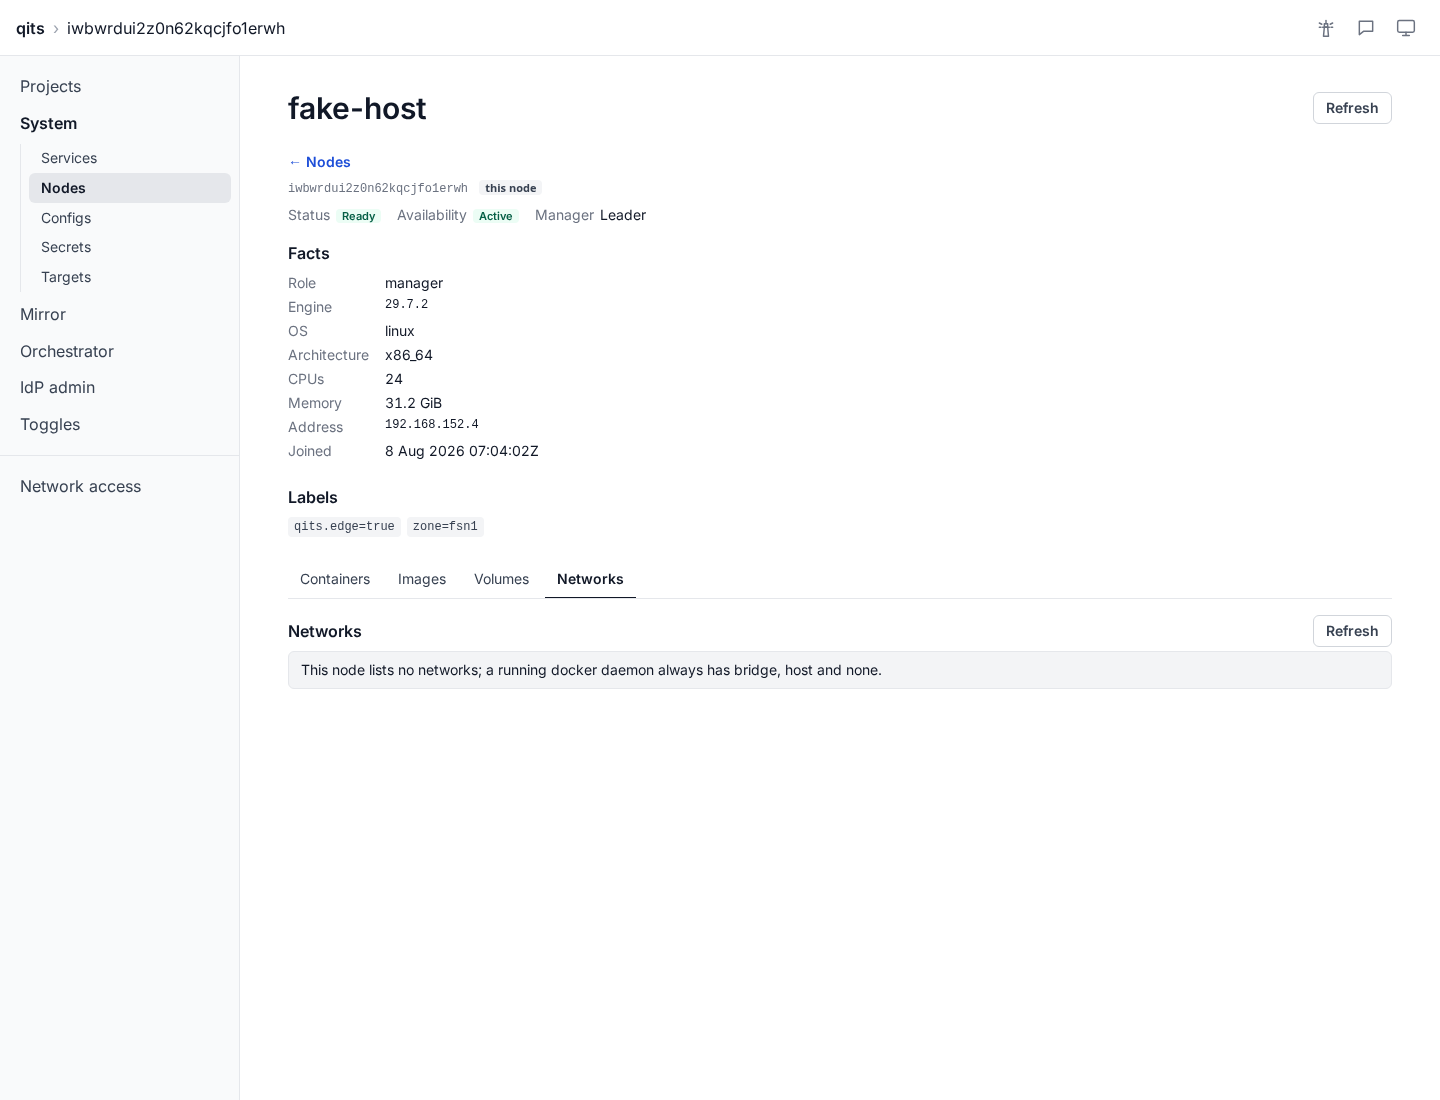 qits › iwbwrdui2z0n62kqcjfo1erwh
Projects
System
Services
Nodes
Configs
Secrets
Targets
Mirror
Orchestrator
IdP admin
Toggles
Network access
fake-host
Refresh
← Nodes
iwbwrdui2z0n62kqcjfo1erwh this node
Status Ready Availability Active Manager Leader
Facts
Role manager
Engine 29.7.2
OS linux
Architecture x86_64
CPUs 24
Memory 31.2 GiB
Address 192.168.152.4
Joined 8 Aug 2026 07:04:02Z
Labels
qits.edge=true zone=fsn1
Containers Images Volumes Networks
Networks
Refresh
This node lists no networks; a running docker daemon always has bridge, host and none.